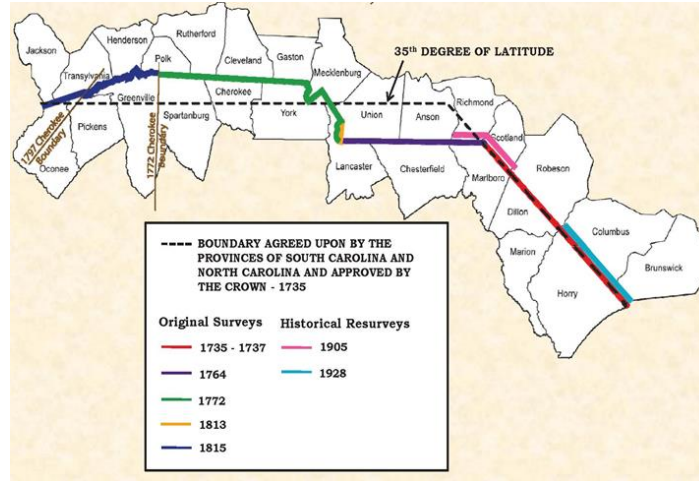 Jackson
Henderson
Rutherford
Polk
Cleveland
Gaston
Mecklenburg
Transylvania
35th DEGREE OF LATITUDE
Greenville
Cherokee
Spartanburg
York
Union
Anson
Richmond
Scotland
1797 Cherokee
Boundary
Pickens
Oconee
1772 Cherokee
Boundary
Lancaster
Chesterfield
Marlboro
Robeson
Dillon
Marion
Columbus
Brunswick
Horry
BOUNDARY AGREED UPON BY THE
PROVINCES OF SOUTH CAROLINA AND
NORTH CAROLINA AND APPROVED BY
THE CROWN - 1735
Original Surveys
Historical Resurveys
1735 - 1737
1905
1764
1928
1772
1813
1815